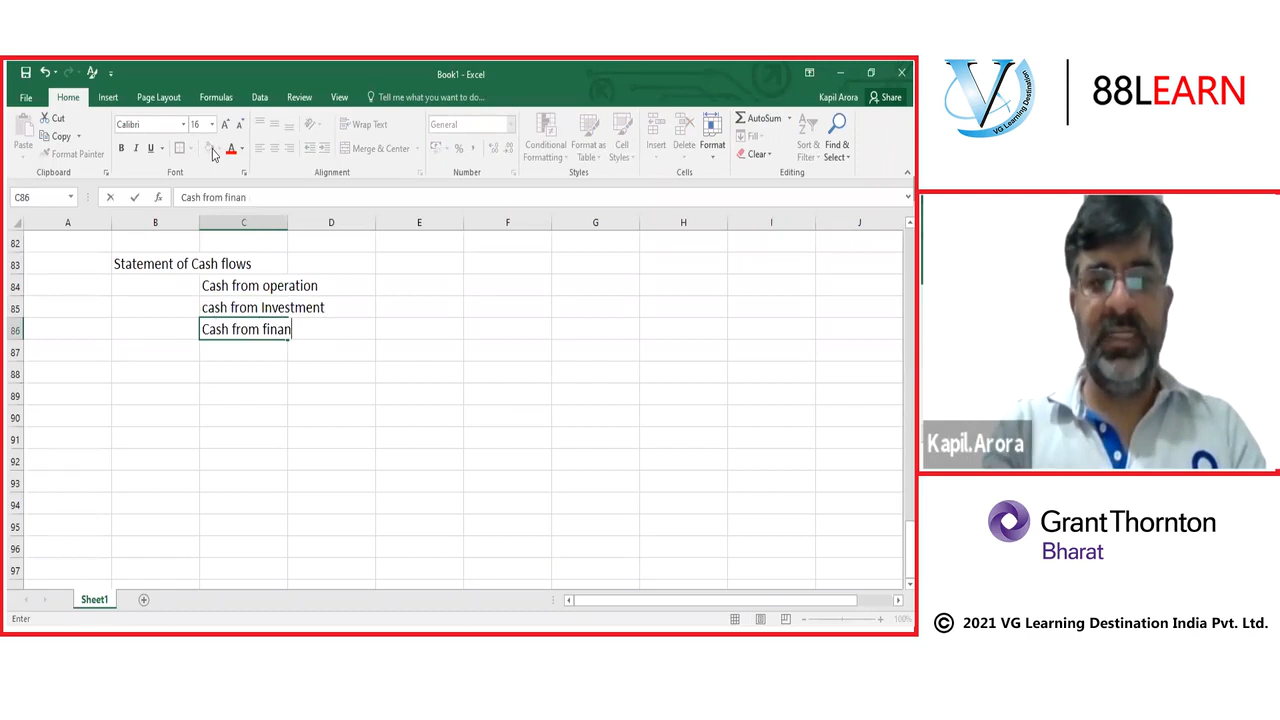 Book1 - Excel
File Home Insert Page Layout Formulas Data Review View Tell me what you want to do... Kapil Arora Share
Paste Cut Copy Format Painter Clipboard
Calibri 16 A A B I U A Font
Wrap Text Merge & Center Alignment
General % , Number
Conditional Formatting Format as Table Cell Styles Styles
Insert Delete Format Cells
AutoSum Fill Clear Sort & Filter Find & Select Editing
C86 fx Cash from finan
A B C D E F G H I J
82
83 Statement of Cash flows
84 Cash from operation
85 cash from Investment
86 Cash from finan
87
88
89
90
91
92
93
94
95
96
97
Sheet1
Enter 100%
V VG Learning Destination
88LEARN
Kapil.Arora
Grant Thornton
Bharat
© 2021 VG Learning Destination India Pvt. Ltd.